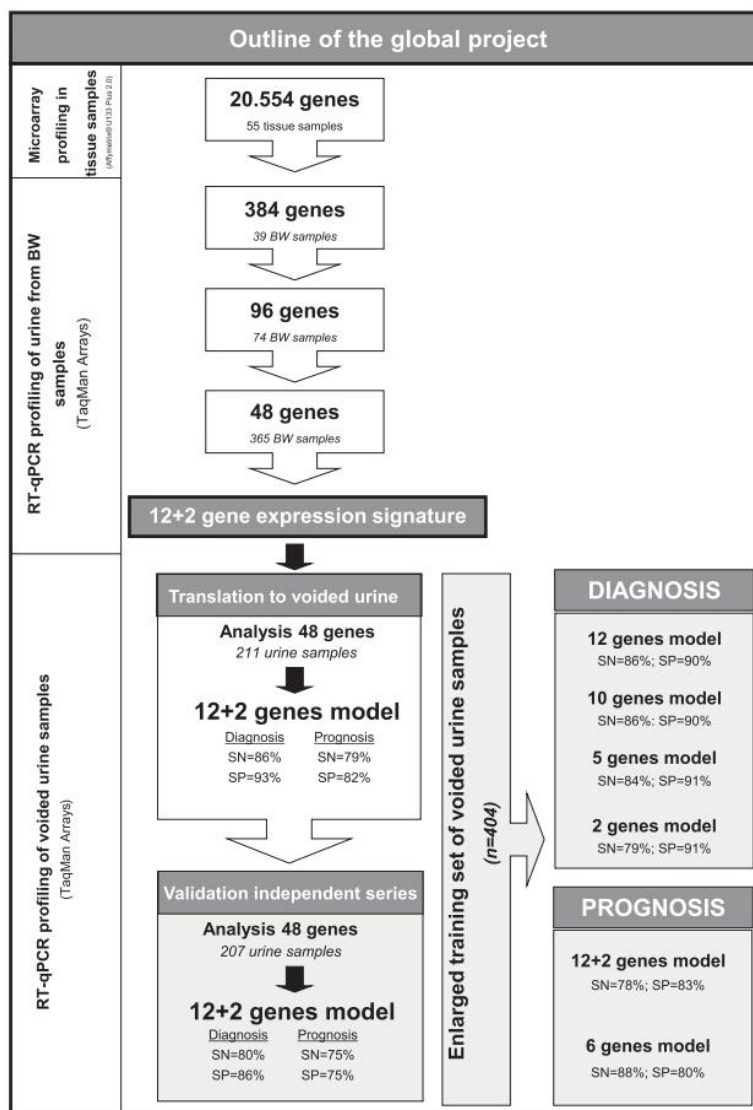 Outline of the global project
Microarray
profiling in
tissue samples
(Affymetrix® U133 Plus 2.0)
20.554 genes
55 tissue samples
RT-qPCR profiling of urine from BW
samples
(TaqMan Arrays)
384 genes
39 BW samples
96 genes
74 BW samples
48 genes
365 BW samples
12+2 gene expression signature
RT-qPCR profiling of voided urine samples
(TaqMan Arrays)
Translation to voided urine
Analysis 48 genes
211 urine samples
12+2 genes model
Diagnosis Prognosis
SN=86% SN=79%
SP=93% SP=82%
Validation independent series
Analysis 48 genes
207 urine samples
12+2 genes model
Diagnosis Prognosis
SN=80% SN=75%
SP=86% SP=75%
Enlarged training set of voided urine samples
(n=404)
DIAGNOSIS
12 genes model
SN=86%; SP=90%
10 genes model
SN=86%: SP=90%
5 genes model
SN=84%; SP=91%
2 genes model
SN=79%; SP=91%
PROGNOSIS
12+2 genes model
SN=78%; SP=83%
6 genes model
SN=88%; SP=80%